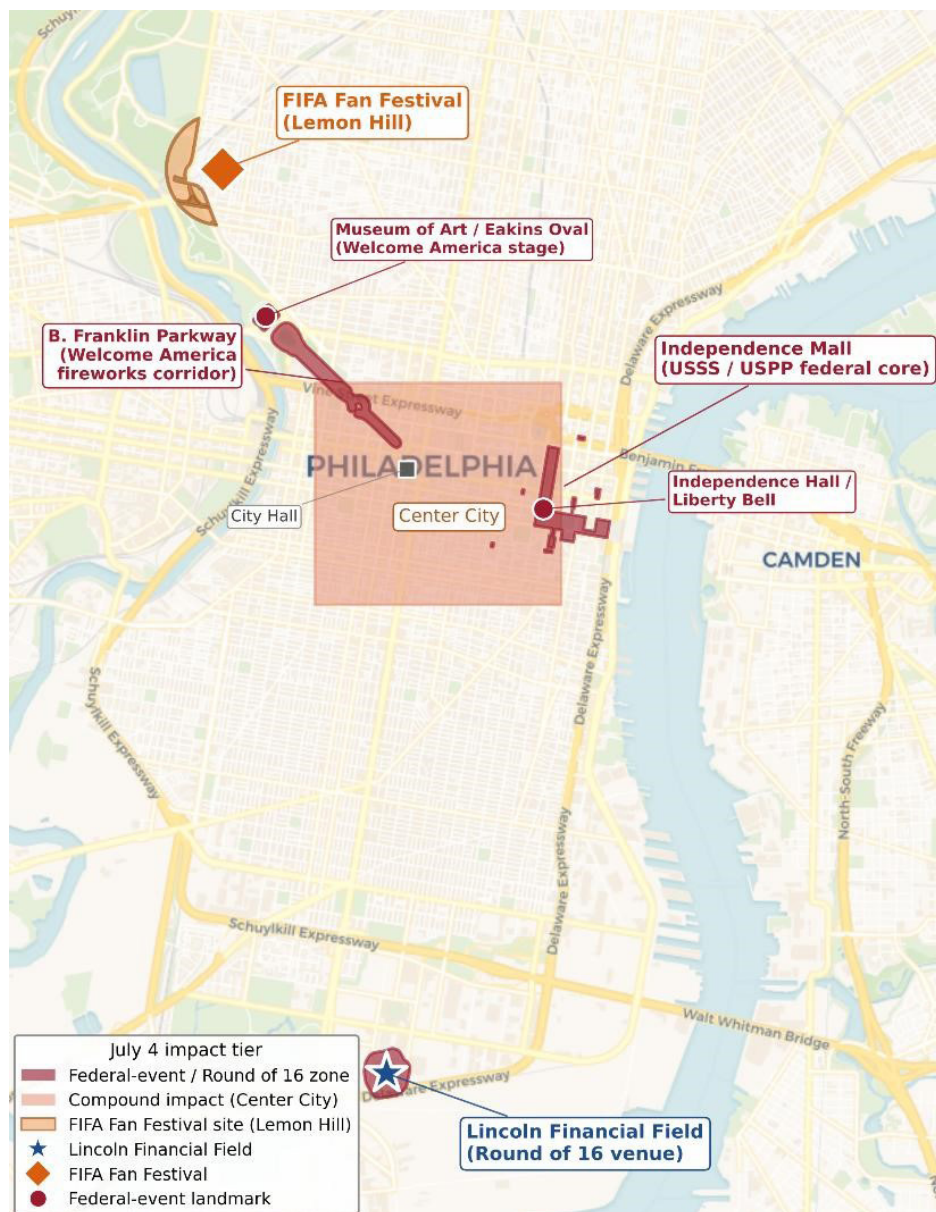 Schuylkill
FIFA Fan Festival
(Lemon Hill)
Museum of Art / Eakins Oval
(Welcome America stage)
Delaware Expressway
Delaware Expressway
B. Franklin Parkway
(Welcome America
fireworks corridor)
Independence Mall
(USSS / USPP federal core)
Expressway
PHILADELPHIA
Benjamin
Schuylkill Expressway
City Hall
Center City
Independence Hall /
Liberty Bell
CAMDEN
Delaware Expressway
Schuylkill Expressway
North-South Freeway
Delaware Expressway
Schuylkill Expressway
Walt Whitman Bridge
Delaware Expressway
Lincoln Financial Field
(Round of 16 venue)
July 4 impact tier
Federal-event / Round of 16 zone
Compound impact (Center City)
FIFA Fan Festival site (Lemon Hill)
Lincoln Financial Field
FIFA Fan Festival
Federal-event landmark